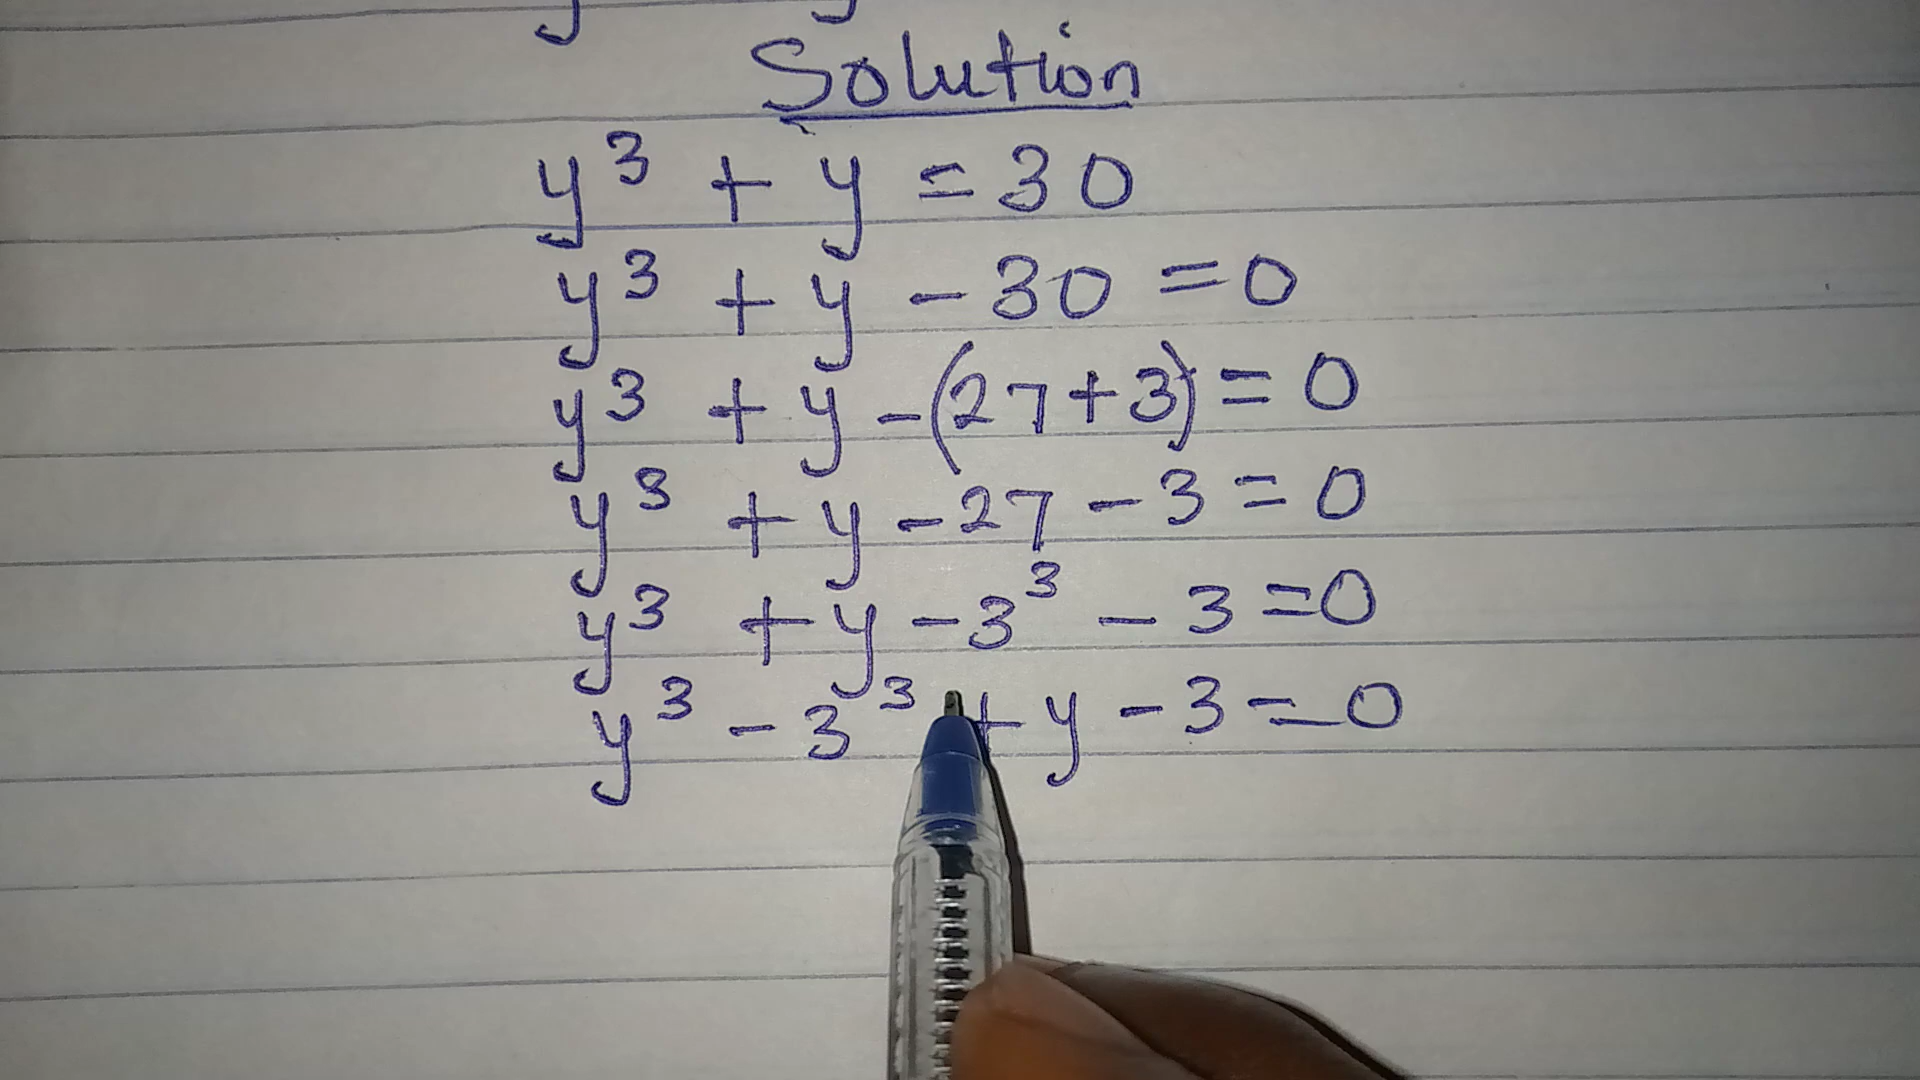 Solution
y³ + y = 30
y³ + y - 30 = 0
y³ + y - (27 + 3) = 0
y³ + y - 27 - 3 = 0
y³ + y - 3³ - 3 = 0
y³ - 3³ + y - 3 = 0